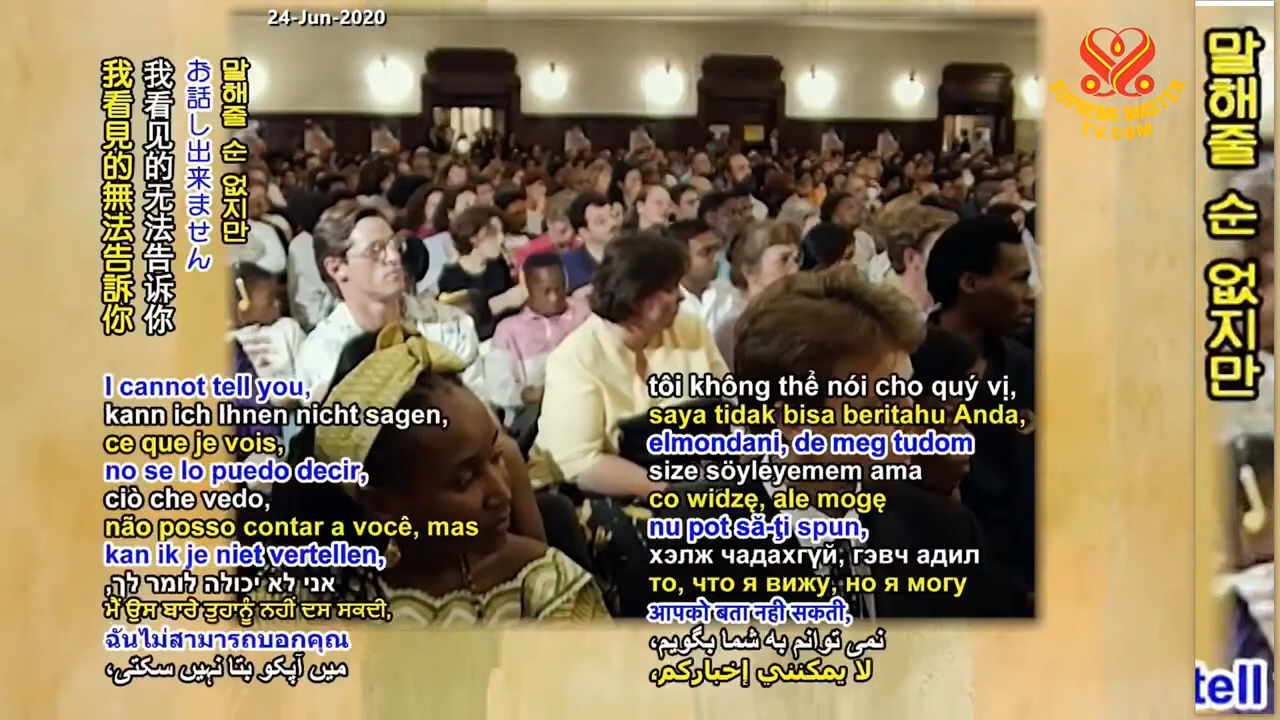 24-Jun-2020
말해줄 순 없지만
お話し出来ません
我看见的无法告诉你
我看見的無法告訴你
SUPREME MASTER
TV.COM
I cannot tell you,
kann ich Ihnen nicht sagen,
ce que je vois,
no se lo puedo decir,
ciò che vedo,
não posso contar a você, mas
kan ik je niet vertellen,
אני לא יכולה לומר לך,
ਮੈਂ ਉਸ ਬਾਰੇ ਤੁਹਾਨੂੰ ਨਹੀਂ ਦਸ ਸਕਦੀ,
ฉันไม่สามารถบอกคุณ
میں آپکو بتا نہیں سکتی،
tôi không thể nói cho quý vị,
saya tidak bisa beritahu Anda,
elmondani, de meg tudom
size söyleyemem ama
co widzę, ale mogę
nu pot să-ţi spun,
хэлж чадахгүй, гэвч адил
то, что я вижу, но я могу
आपको बता नही सकती,
نمی توانم به شما بگویم،
لا يمكنني إخباركم،
말해줄 순 없지만
tell